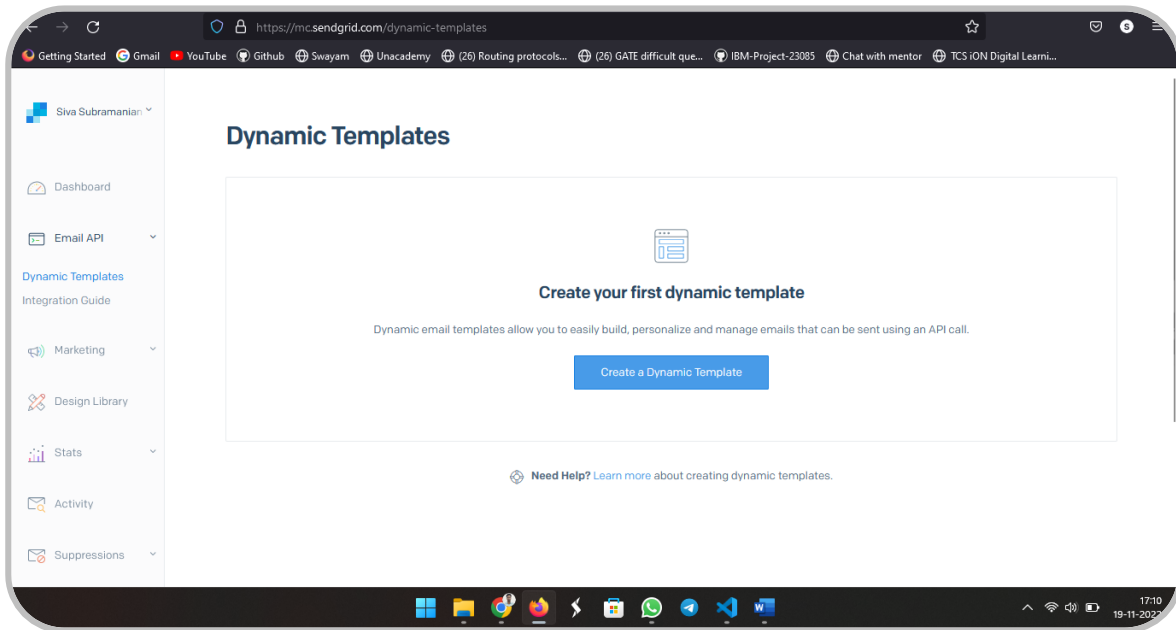 https://mc.sendgrid.com/dynamic-templates
S
Getting Started Gmail YouTube Github Swayam Unacademy (26) Routing protocols... (26) GATE difficult que... IBM-Project-23085 Chat with mentor TCS iON Digital Learni...
Siva Subramanian
Dynamic Templates
Dashboard
Email API
Dynamic Templates
Integration Guide
Marketing
Design Library
Stats
Activity
Suppressions
Create your first dynamic template
Dynamic email templates allow you to easily build, personalize and manage emails that can be sent using an API call.
Create a Dynamic Template
Need Help? Learn more about creating dynamic templates.
17:10
19-11-2022